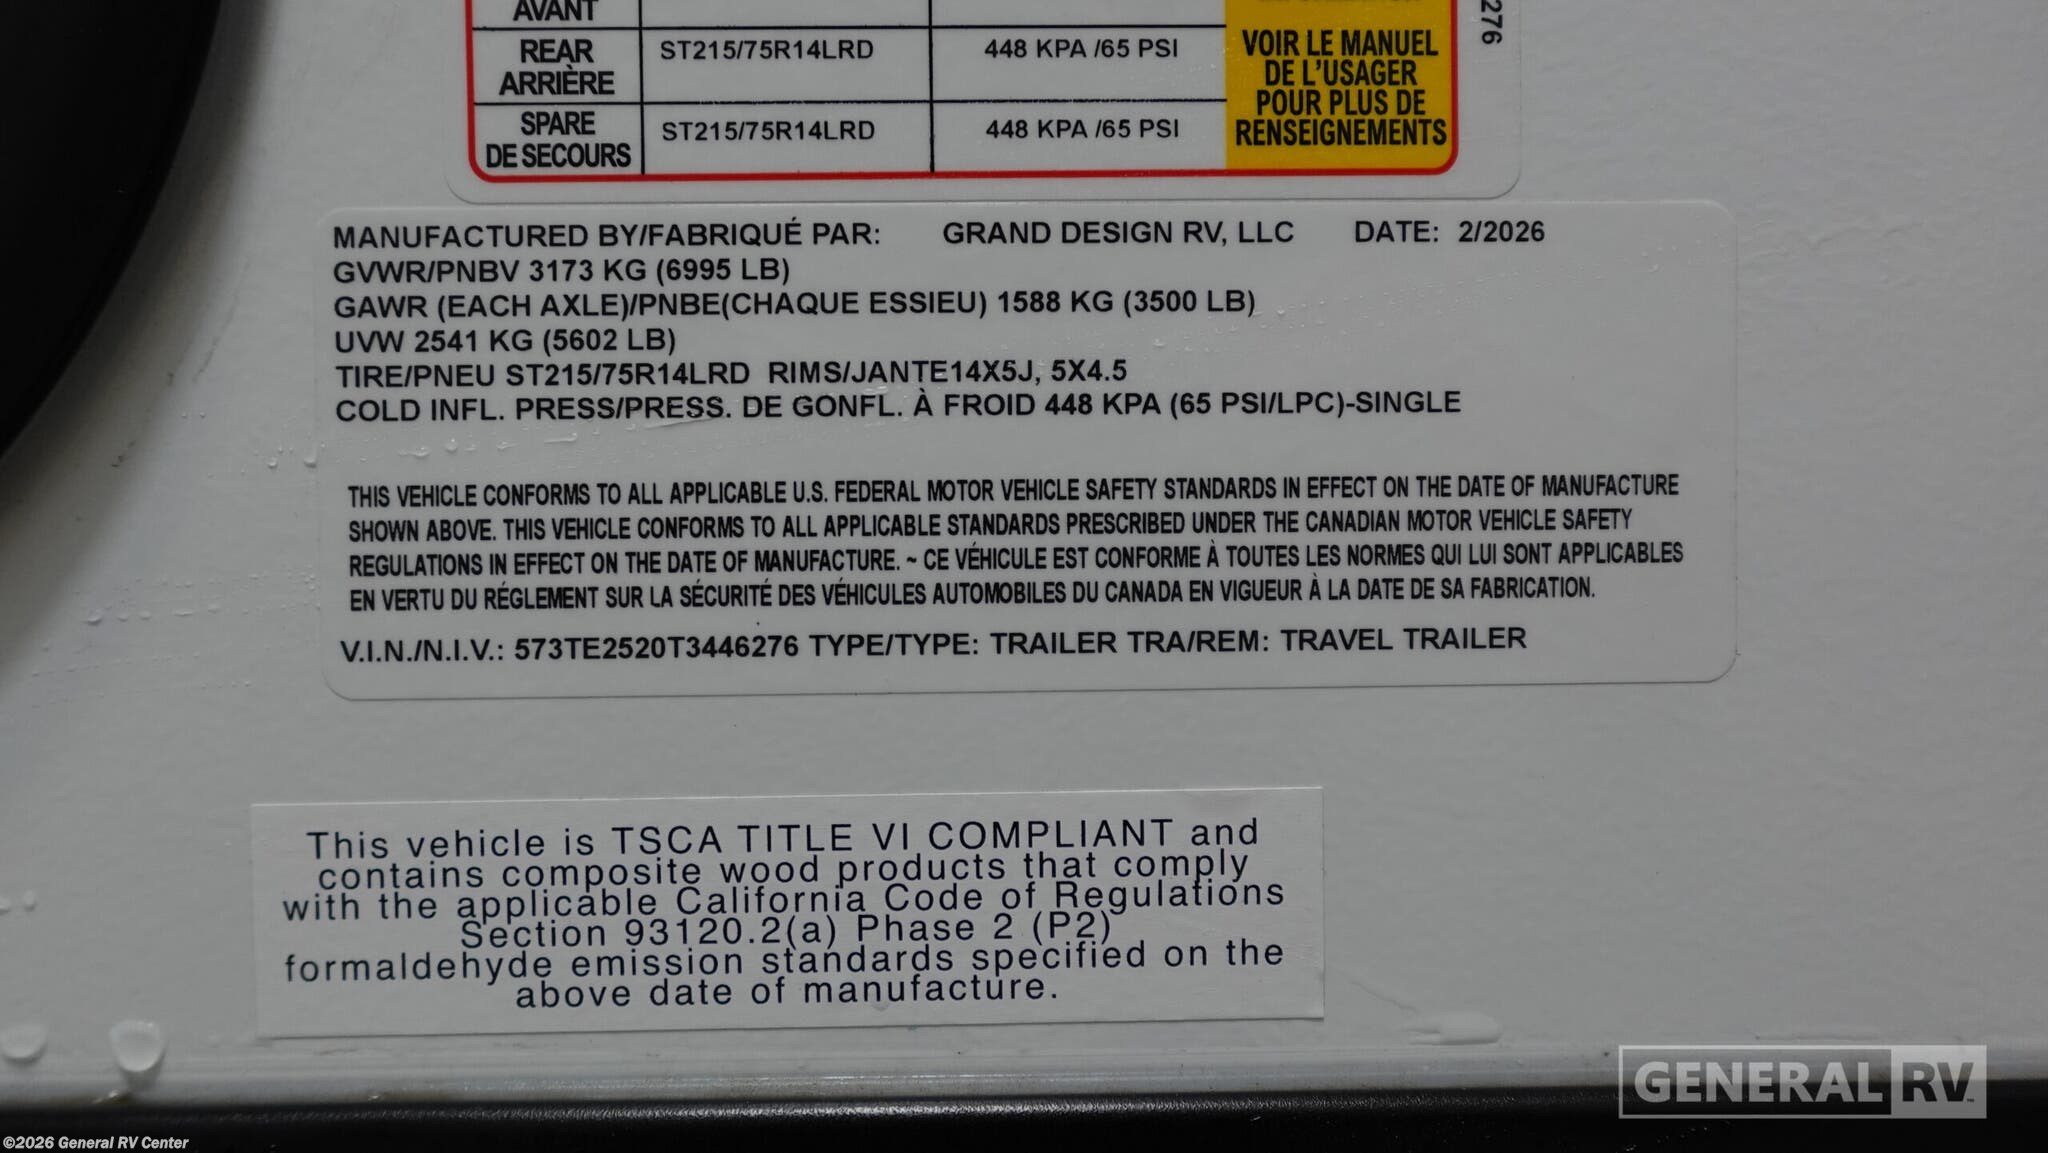 AVANT
REAR ST215/75R14LRD 448 KPA /65 PSI
ARRIÈRE
SPARE ST215/75R14LRD 448 KPA /65 PSI
DE SECOURS
VOIR LE MANUEL
DE L'USAGER
POUR PLUS DE
RENSEIGNEMENTS
276
MANUFACTURED BY/FABRIQUÉ PAR: GRAND DESIGN RV, LLC DATE: 2/2026
GVWR/PNBV 3173 KG (6995 LB)
GAWR (EACH AXLE)/PNBE(CHAQUE ESSIEU) 1588 KG (3500 LB)
UVW 2541 KG (5602 LB)
TIRE/PNEU ST215/75R14LRD RIMS/JANTE14X5J, 5X4.5
COLD INFL. PRESS/PRESS. DE GONFL. À FROID 448 KPA (65 PSI/LPC)-SINGLE
THIS VEHICLE CONFORMS TO ALL APPLICABLE U.S. FEDERAL MOTOR VEHICLE SAFETY STANDARDS IN EFFECT ON THE DATE OF MANUFACTURE
SHOWN ABOVE. THIS VEHICLE CONFORMS TO ALL APPLICABLE STANDARDS PRESCRIBED UNDER THE CANADIAN MOTOR VEHICLE SAFETY
REGULATIONS IN EFFECT ON THE DATE OF MANUFACTURE. ~ CE VÉHICULE EST CONFORME À TOUTES LES NORMES QUI LUI SONT APPLICABLES
EN VERTU DU RÉGLEMENT SUR LA SÉCURITÉ DES VÉHICULES AUTOMOBILES DU CANADA EN VIGUEUR À LA DATE DE SA FABRICATION.
V.I.N./N.I.V.: 573TE2520T3446276 TYPE/TYPE: TRAILER TRA/REM: TRAVEL TRAILER
This vehicle is TSCA TITLE VI COMPLIANT and
contains composite wood products that comply
with the applicable California Code of Regulations
Section 93120.2(a) Phase 2 (P2)
formaldehyde emission standards specified on the
above date of manufacture.
GENERAL RV
©2026 General RV Center